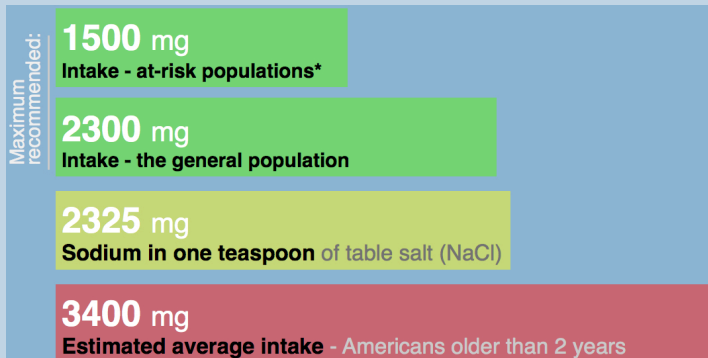 Maximum
recommended:
1500 mg
Intake - at-risk populations*
2300 mg
Intake - the general population
2325 mg
Sodium in one teaspoon of table salt (NaCl)
3400 mg
Estimated average intake - Americans older than 2 years